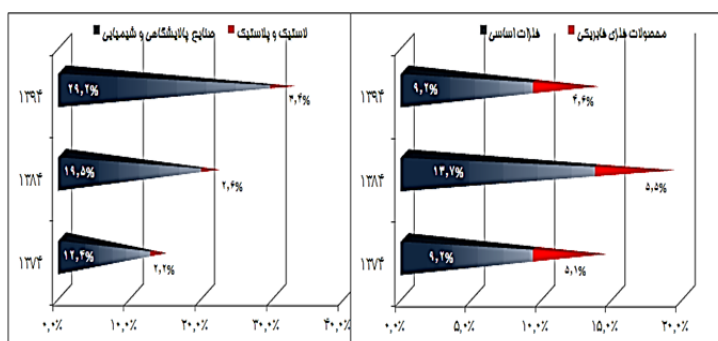 صنایع پالایشگاهی و شیمیایی لاستیک و پلاستیک
۱۳۹۴ ۲۹,۲% ۳,۴%
۱۳۸۴ ۱۹,۵% ۲,۶%
۱۳۷۴ ۱۲,۴% ۲,۲%
۰,۰% ۱۰,۰% ۲۰,۰% ۳۰,۰% ۴۰,۰%
فلزات اساسی محصولات فلزی فابریکی
۱۳۹۴ ۹,۲% ۴,۶%
۱۳۸۴ ۱۳,۷% ۵,۵%
۱۳۷۴ ۹,۲% ۵,۱%
۰,۰% ۵,۰% ۱۰,۰% ۱۵,۰% ۲۰,۰%